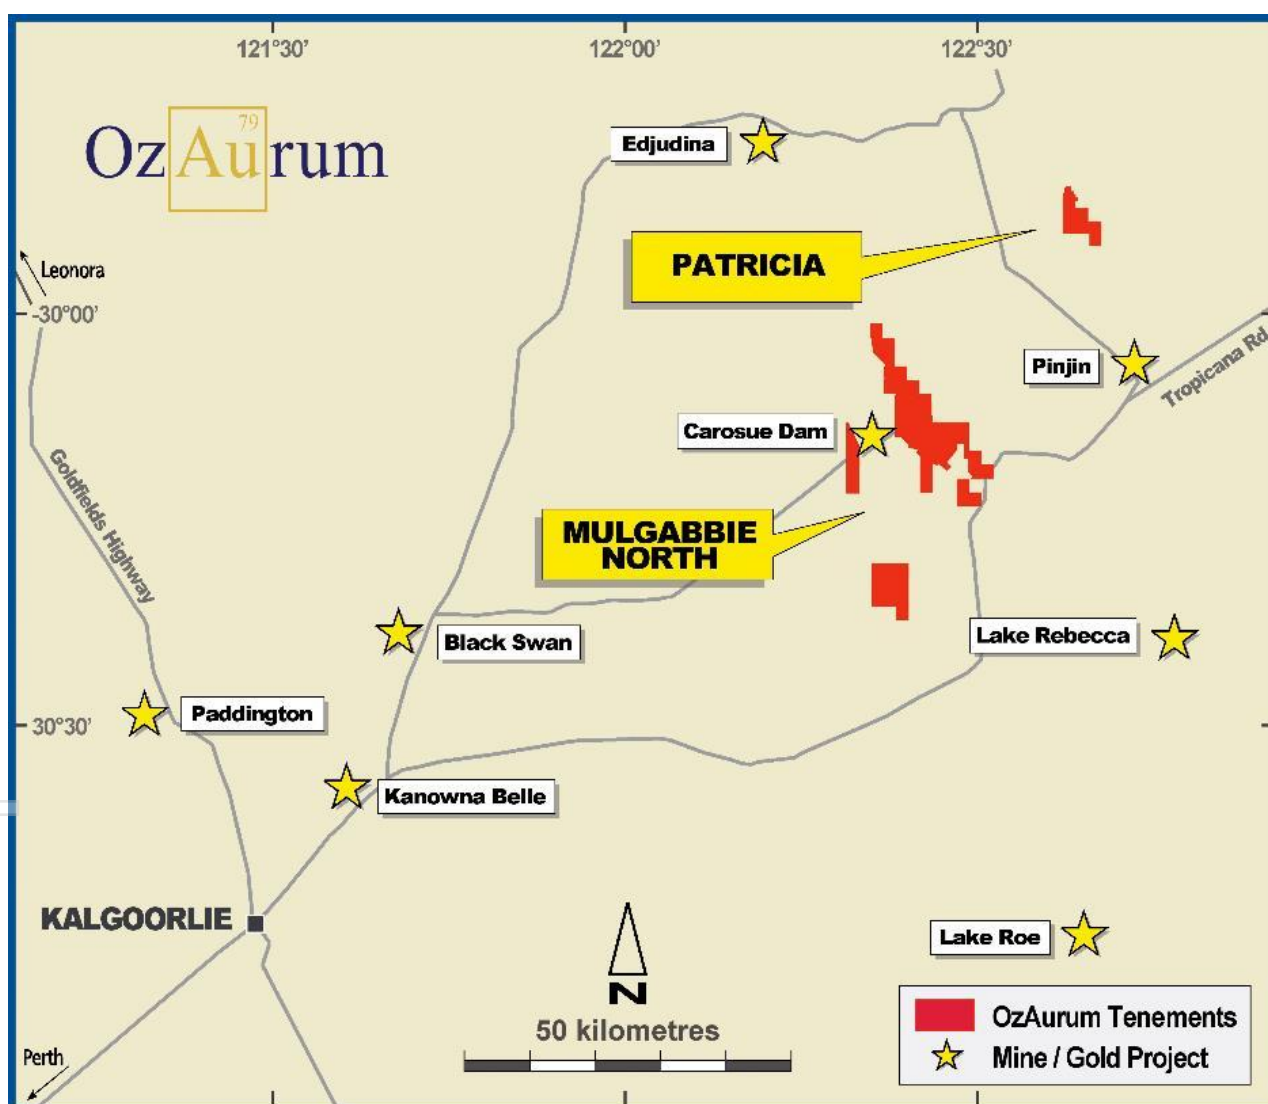 121°30'
122°00'
122°30'
79
OzAurum
Edjudina
PATRICIA
Leonora
-30°00'
Pinjin
Tropicana Rd
Carosue Dam
Goldfields Highway
MULGABBIE
NORTH
Black Swan
Lake Rebecca
Paddington
30°30'
Kanowna Belle
KALGOORLIE
Lake Roe
N
50 kilometres
OzAurum Tenements
Mine / Gold Project
Perth